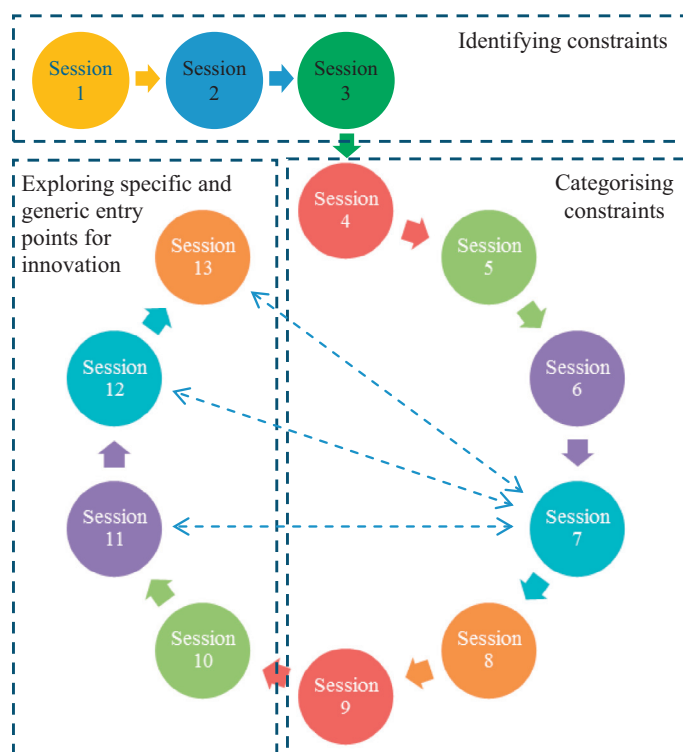 Identifying constraints
Session
1
Session
2
Session
3
Exploring specific and
generic entry
points for
innovation
Categorising
constraints
Session
4
Session
5
Session
6
Session
7
Session
8
Session
9
Session
10
Session
11
Session
12
Session
13